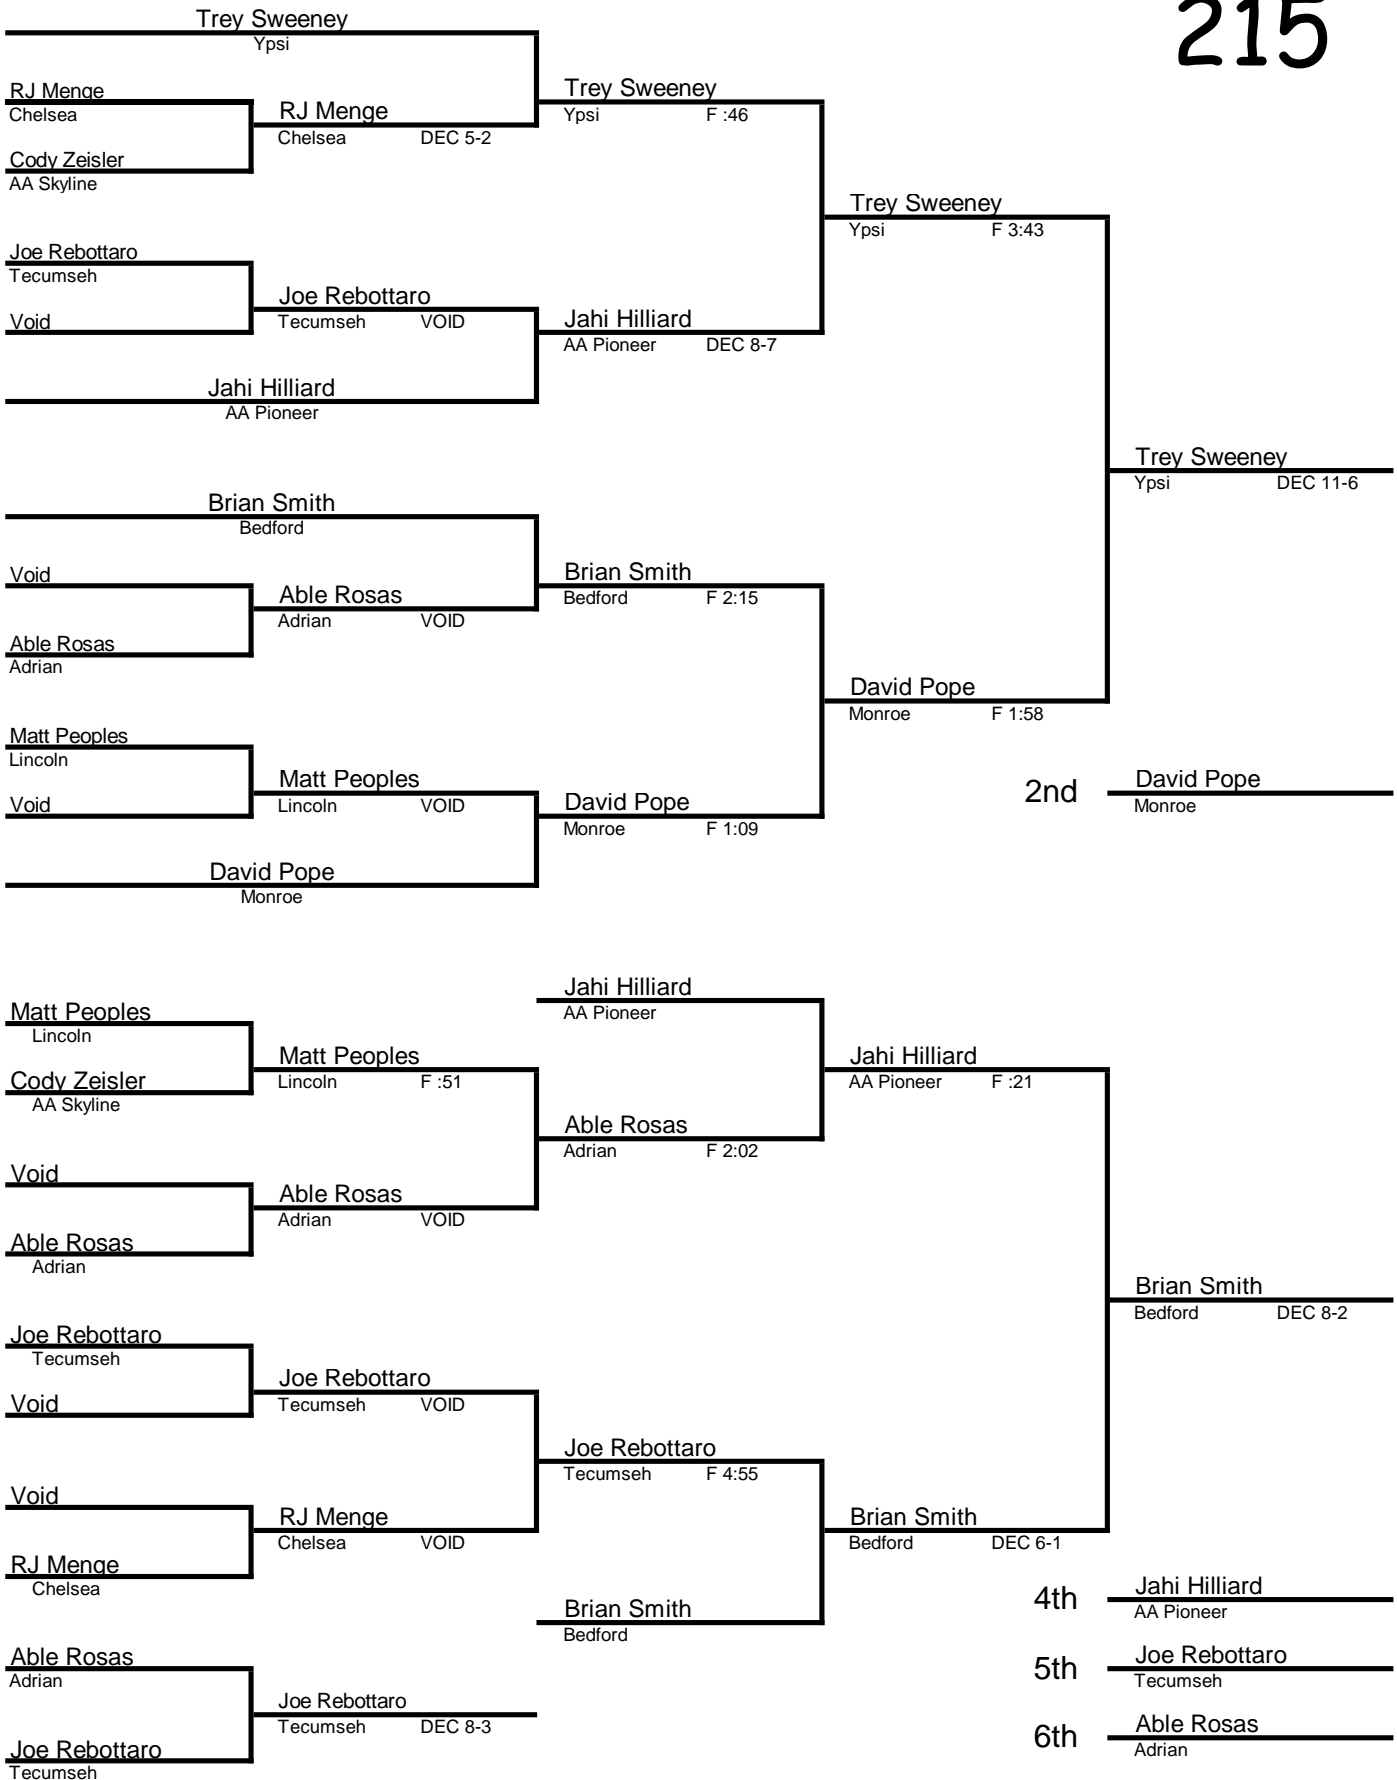 215
Trey Sweeney
Ypsi
RJ Menge
Chelsea
RJ Menge
Chelsea DEC 5-2
Cody Zeisler
AA Skyline
Trey Sweeney
Ypsi F :46
Joe Rebottaro
Tecumseh
Joe Rebottaro
Tecumseh VOID
Void
Jahi Hilliard
AA Pioneer DEC 8-7
Jahi Hilliard
AA Pioneer
Trey Sweeney
Ypsi F 3:43
Trey Sweeney
Ypsi DEC 11-6
Brian Smith
Bedford
Void
Able Rosas
Adrian VOID
Able Rosas
Adrian
Brian Smith
Bedford F 2:15
David Pope
Monroe F 1:58
Matt Peoples
Lincoln
Matt Peoples
Lincoln VOID
Void
David Pope
Monroe F 1:09
David Pope
Monroe
2nd David Pope
Monroe
Jahi Hilliard
AA Pioneer
Matt Peoples
Lincoln
Matt Peoples
Lincoln F :51
Cody Zeisler
AA Skyline
Jahi Hilliard
AA Pioneer F :21
Able Rosas
Adrian F 2:02
Void
Able Rosas
Adrian VOID
Able Rosas
Adrian
Brian Smith
Bedford DEC 8-2
Joe Rebottaro
Tecumseh
Joe Rebottaro
Tecumseh VOID
Void
Joe Rebottaro
Tecumseh F 4:55
Void
RJ Menge
Chelsea VOID
RJ Menge
Chelsea
Brian Smith
Bedford DEC 6-1
Brian Smith
Bedford
4th Jahi Hilliard
AA Pioneer
Able Rosas
Adrian
Joe Rebottaro
Tecumseh DEC 8-3
Joe Rebottaro
Tecumseh
5th Joe Rebottaro
Tecumseh
6th Able Rosas
Adrian